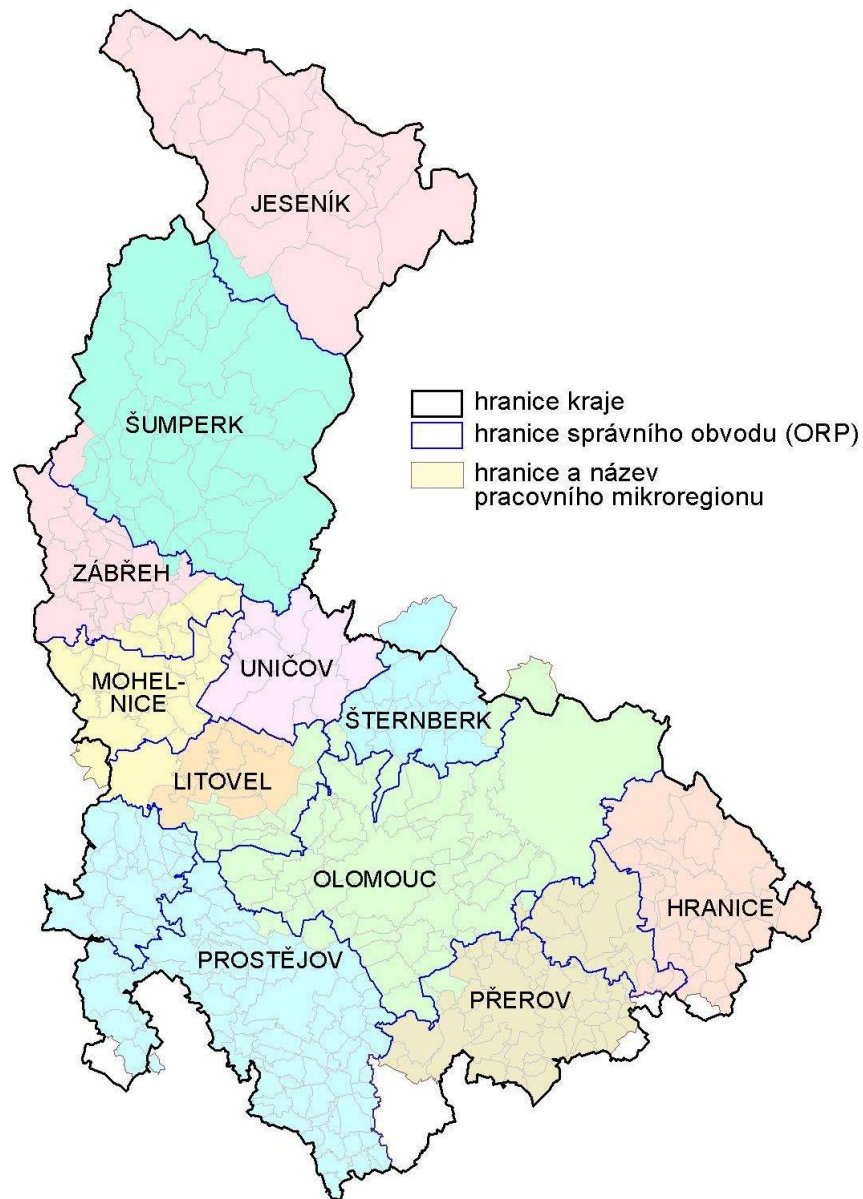 JESENÍK
ŠUMPERK
hranice kraje
hranice správního obvodu (ORP)
hranice a název
pracovního mikroregionu
ZÁBŘEH
UNIČOV
MOHEL-
NICE
ŠTERNBERK
LITOVEL
OLOMOUC
HRANICE
PROSTĚJOV
PŘEROV